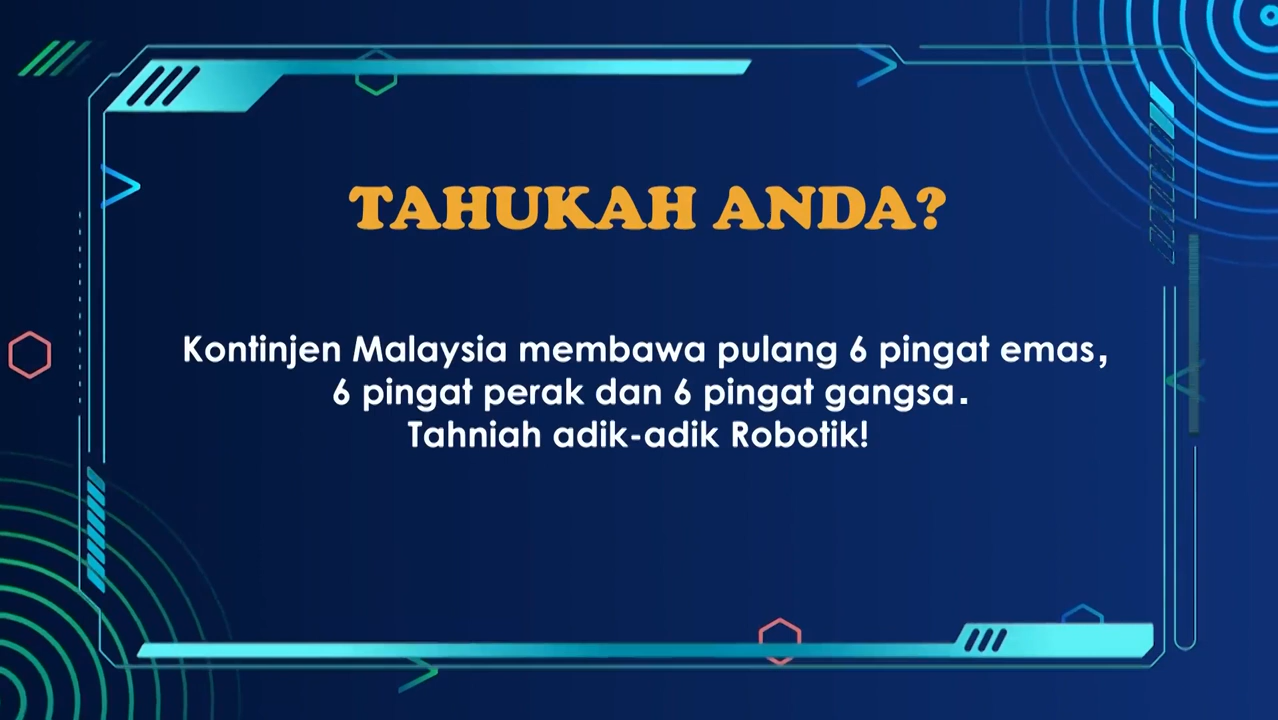 TAHUKAH ANDA?
Kontinjen Malaysia membawa pulang 6 pingat emas,
6 pingat perak dan 6 pingat gangsa.
Tahniah adik-adik Robotik!